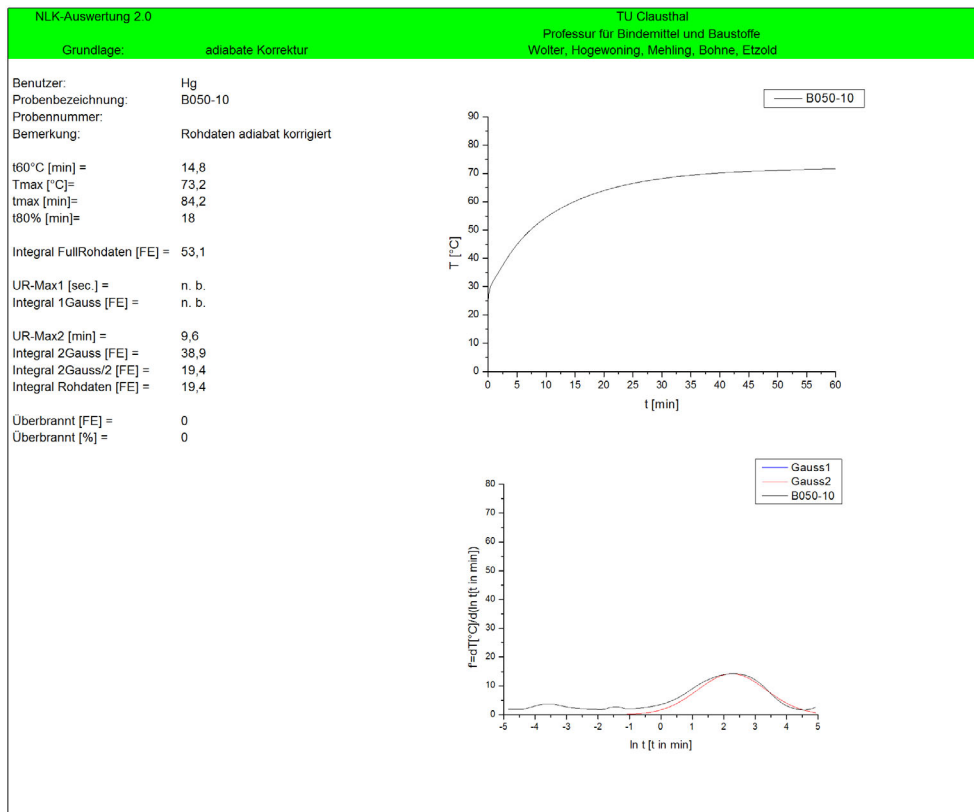 NLK-Auswertung 2.0
TU Clausthal
Professur für Bindemittel und Baustoffe
Grundlage: adiabate Korrektur
Wolter, Hogewoning, Mehling, Bohne, Etzold
Benutzer: Hg
Probenbezeichnung: B050-10
Probennummer:
Bemerkung: Rohdaten adiabat korrigiert
t60°C [min] = 14,8
Tmax [°C]= 73,2
tmax [min]= 84,2
t80% [min]= 18
Integral FullRohdaten [FE] = 53,1
UR-Max1 [sec.] = n. b.
Integral 1Gauss [FE] = n. b.
UR-Max2 [min] = 9,6
Integral 2Gauss [FE] = 38,9
Integral 2Gauss/2 [FE] = 19,4
Integral Rohdaten [FE] = 19,4
Überbrannt [FE] = 0
Überbrannt [%] = 0
B050-10
90
80
70
60
50
40
30
20
10
0
T [°C]
0 5 10 15 20 25 30 35 40 45 50 55 60
t [min]
Gauss1
Gauss2
B050-10
80
70
60
50
40
30
20
10
0
f'=dT[°C]/d(ln t[t in min])
-5 -4 -3 -2 -1 0 1 2 3 4 5
ln t [t in min]